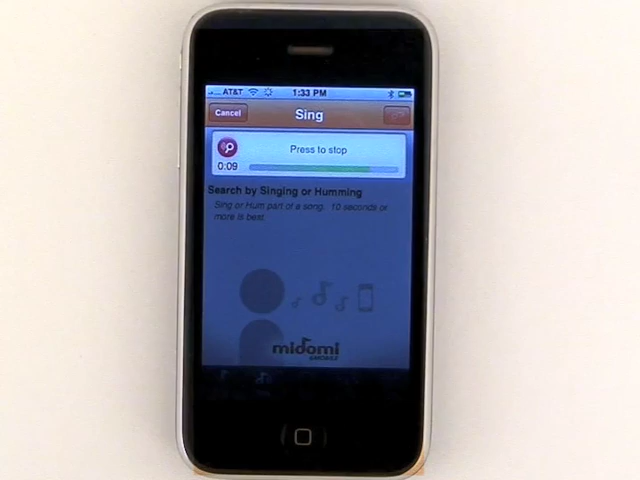 AT&T 1:33 PM
Cancel Sing
Press to stop
0:09
Search by Singing or Humming
Sing or Hum part of a song. 10 seconds or
more is best.
midomi